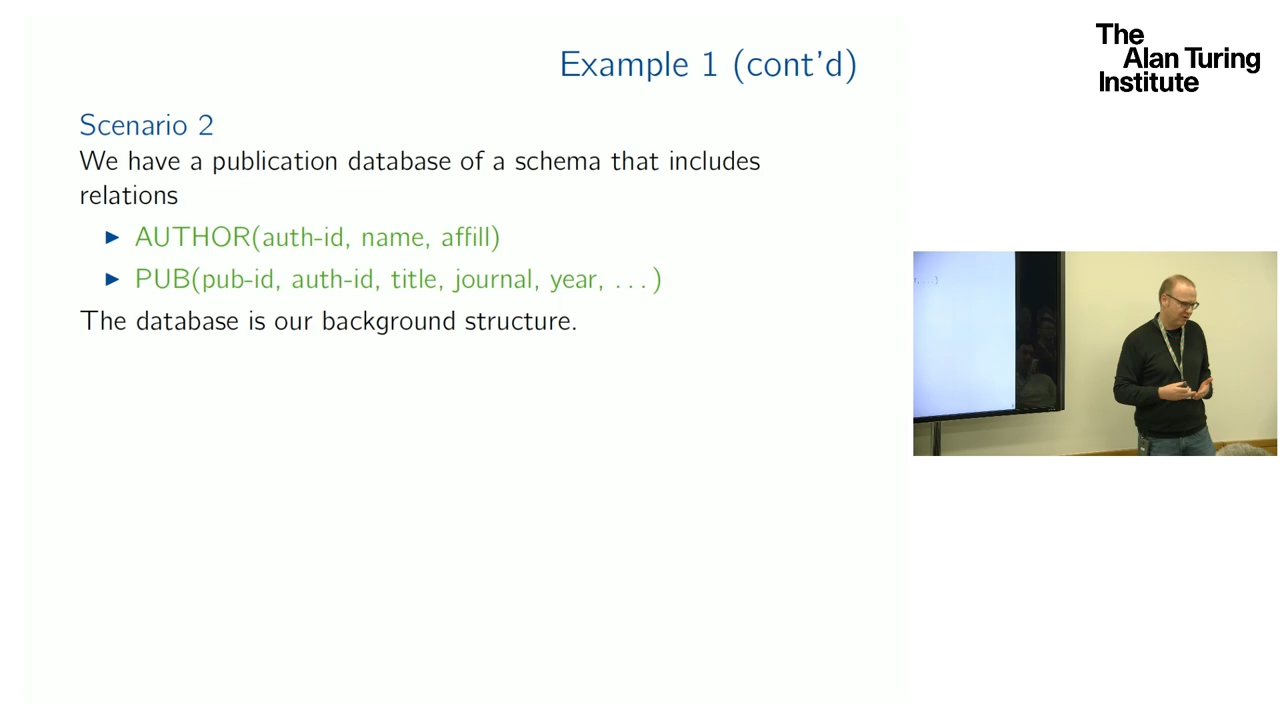 Example 1 (cont'd)
The
Alan Turing
Institute
Scenario 2
We have a publication database of a schema that includes
relations
► AUTHOR(auth-id, name, affill)
► PUB(pub-id, auth-id, title, journal, year, . . . )
The database is our background structure.